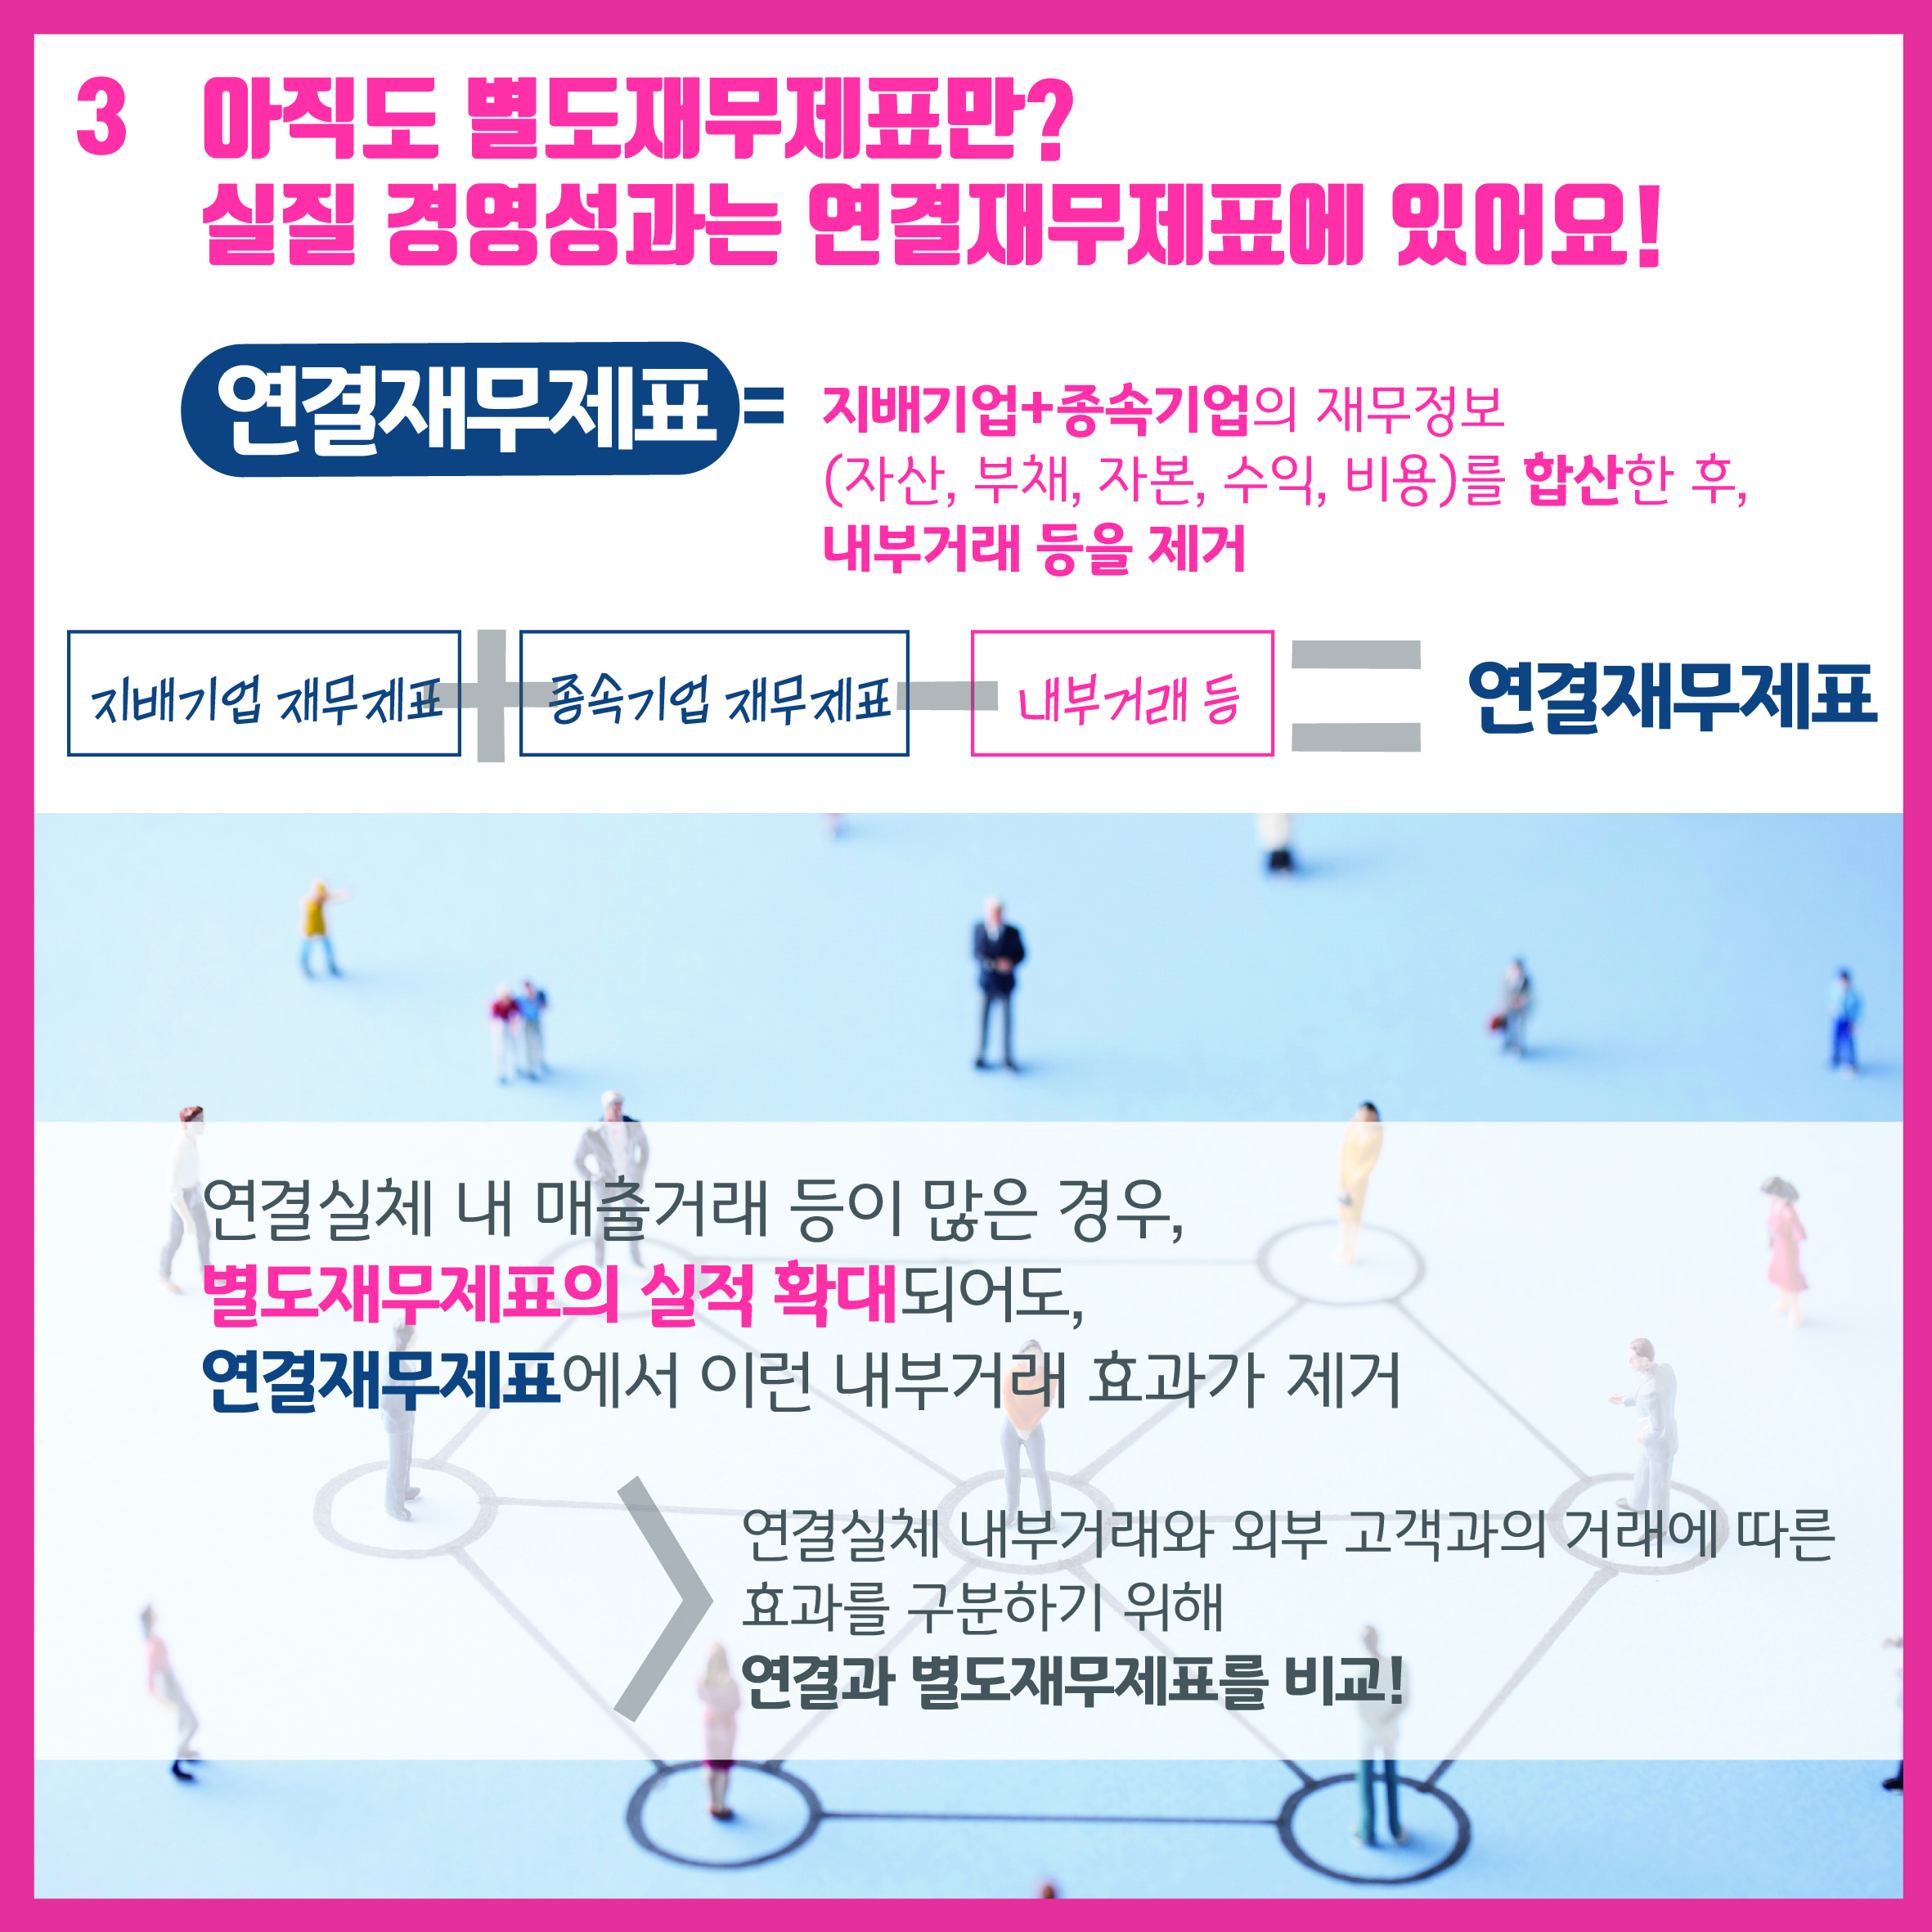 3 아직도 별도재무제표만?
실질 경영성과는 연결재무제표에 있어요!
연결재무제표 = 지배기업+종속기업의 재무정보
(자산, 부채, 자본, 수익, 비용)를 합산한 후,
내부거래 등을 제거
지배기업 재무제표 + 종속기업 재무제표 - 내부거래 등 = 연결재무제표
연결실체 내 매출거래 등이 많은 경우,
별도재무제표의 실적 확대되어도,
연결재무제표에서 이런 내부거래 효과가 제거
연결실체 내부거래와 외부 고객과의 거래에 따른
효과를 구분하기 위해
연결과 별도재무제표를 비교!